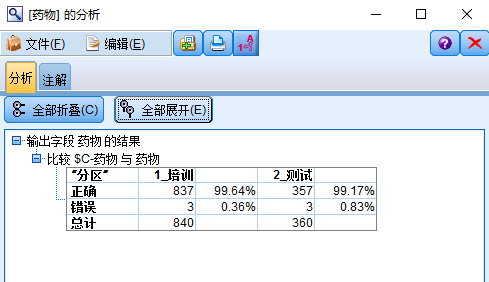 [药物] 的分析
文件(F) 编辑(E)
分析 注解
全部折叠(C) 全部展开(E)
输出字段 药物 的结果
比较 $C-药物 与 药物
"分区" 1_培训 2_测试
正确 837 99.64% 357 99.17%
错误 3 0.36% 3 0.83%
总计 840 360